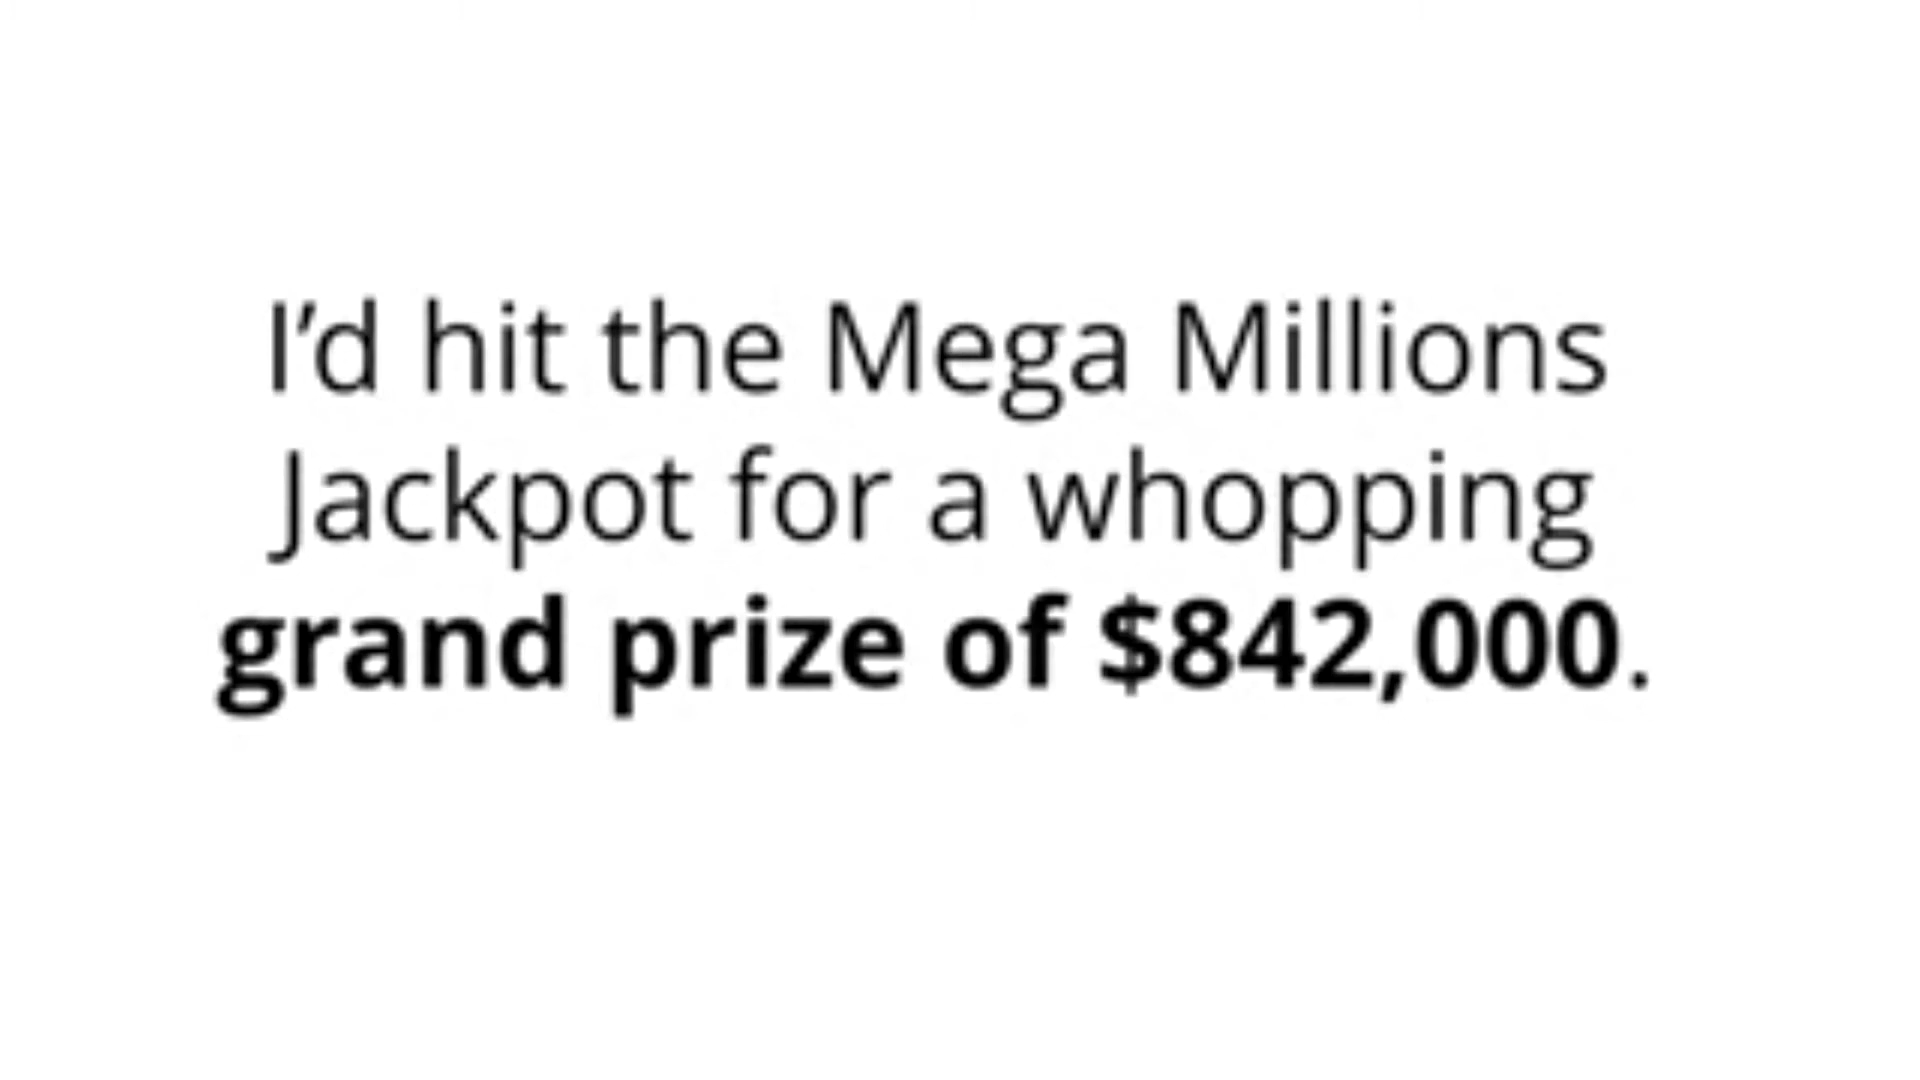 I’d hit the Mega Millions
Jackpot for a whopping
grand prize of $842,000.